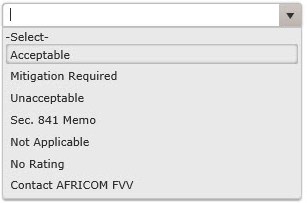 -Select-
Acceptable
Mitigation Required
Unacceptable
Sec. 841 Memo
Not Applicable
No Rating
Contact AFRICOM FVV